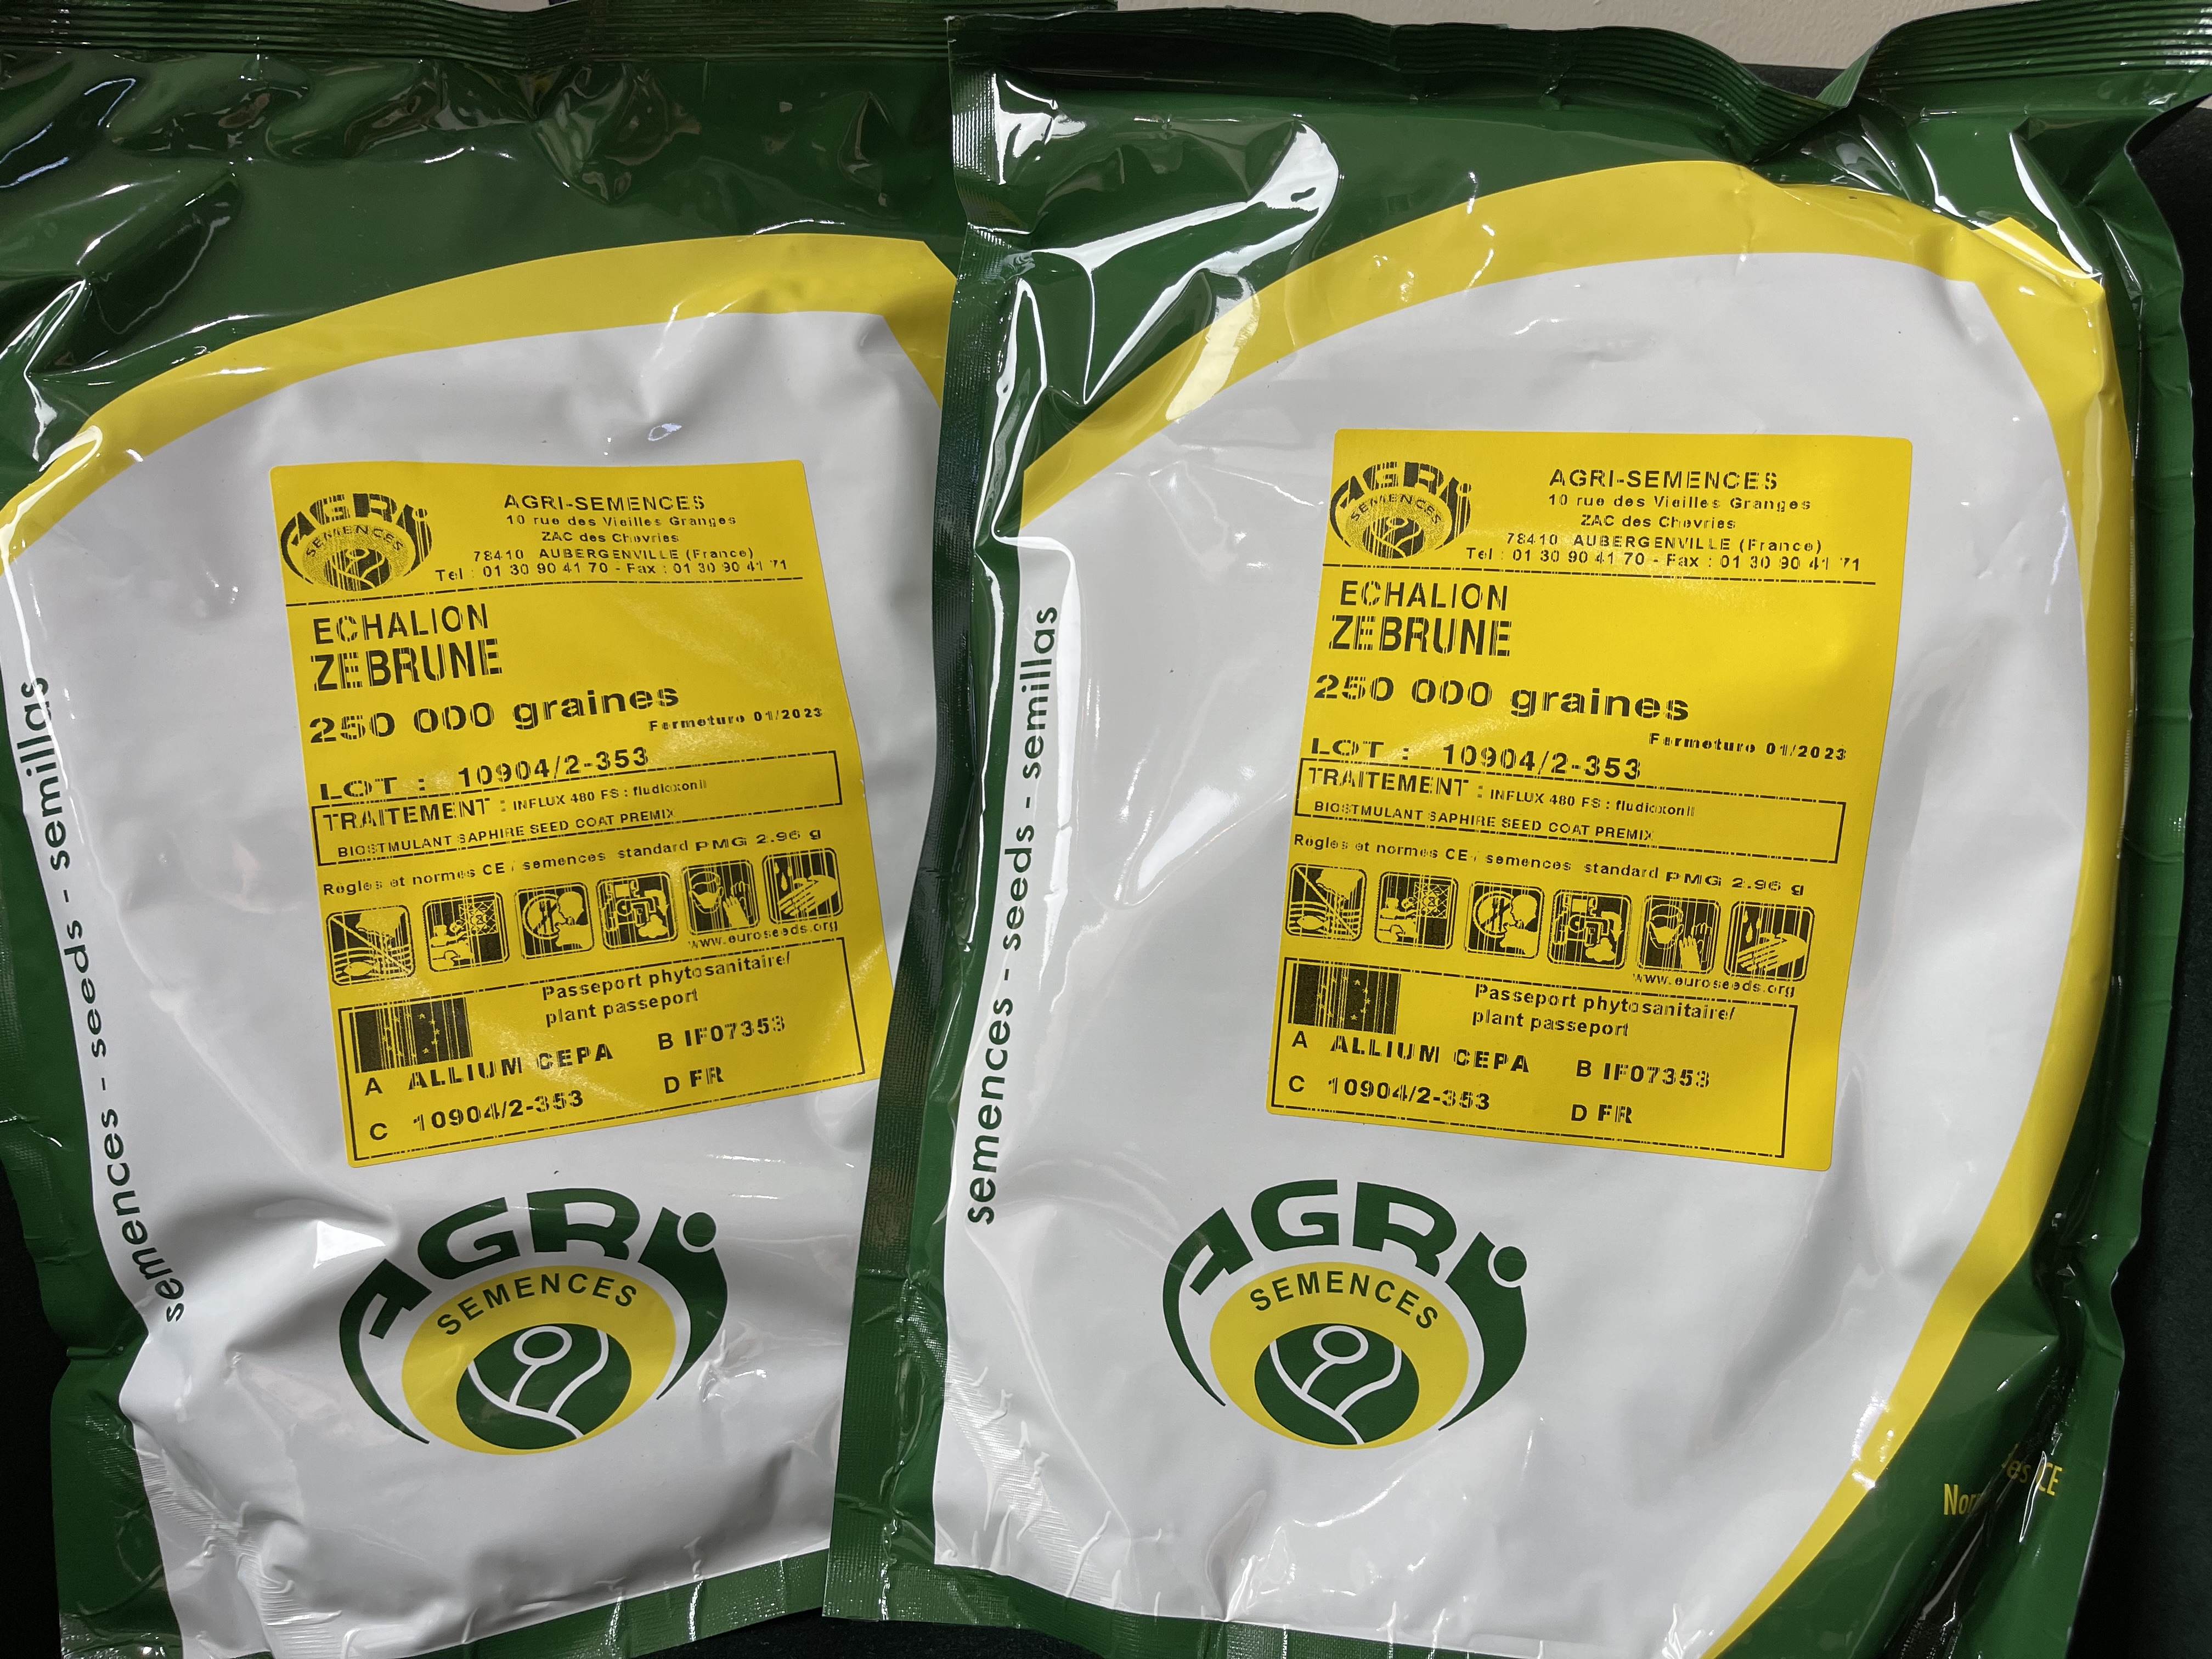 semences - seeds - semillas
AGRI SEMENCES
AGRI-SEMENCES
10 rue des Vieilles Granges
ZAC des Chevries
78410 AUBERGENVILLE (France)
Tel : 01 30 90 41 70 - Fax : 01 30 90 41 71
ECHALION
ZEBRUNE
250 000 graines
Fermeture 01/2023
LOT : 10904/2-353
TRAITEMENT : INFLUX 480 FS : fludioxonil
BIOSTMULANT SAPHIRE SEED COAT PREMIX
Règles et normes CE / semences standard PMG 2.96 g
www.euroseeds.org
Passeport phytosanitaire/
plant passeport
A ALLIUM CEPA B IF07353
C 10904/2-353 D FR
AGRI
SEMENCES
semences - seeds - semillas
AGRI SEMENCES
AGRI-SEMENCES
10 rue des Vieilles Granges
ZAC des Chevries
78410 AUBERGENVILLE (France)
Tel : 01 30 90 41 70 - Fax : 01 30 90 41 71
ECHALION
ZEBRUNE
250 000 graines
Fermeture 01/2023
LOT : 10904/2-353
TRAITEMENT : INFLUX 480 FS : fludioxonil
BIOSTMULANT SAPHIRE SEED COAT PREMIX
Règles et normes CE / semences standard PMG 2.96 g
www.euroseeds.org
Passeport phytosanitaire/
plant passeport
A ALLIUM CEPA B IF07353
C 10904/2-353 D FR
AGRI
SEMENCES
CE